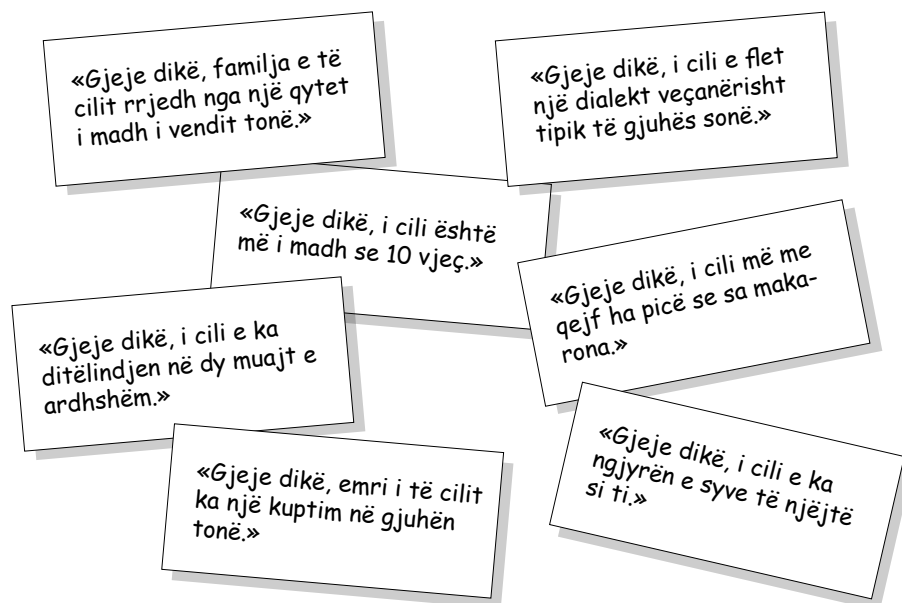 «Gjeje dikë, familja e të
cilit rrjedh nga një qytet
i madh i vendit tonë.»
«Gjeje dikë, i cili e flet
një dialekt veçanërisht
tipik të gjuhës sonë.»
«Gjeje dikë, i cili është
më i madh se 10 vjeç.»
«Gjeje dikë, i cili më me
qejf ha picë se sa maka-
rona.»
«Gjeje dikë, i cili e ka
ditëlindjen në dy muajt e
ardhshëm.»
«Gjeje dikë, emri i të cilit
ka një kuptim në gjuhën
tonë.»
«Gjeje dikë, i cili e ka
ngjyrën e syve të njëjtë
si ti.»